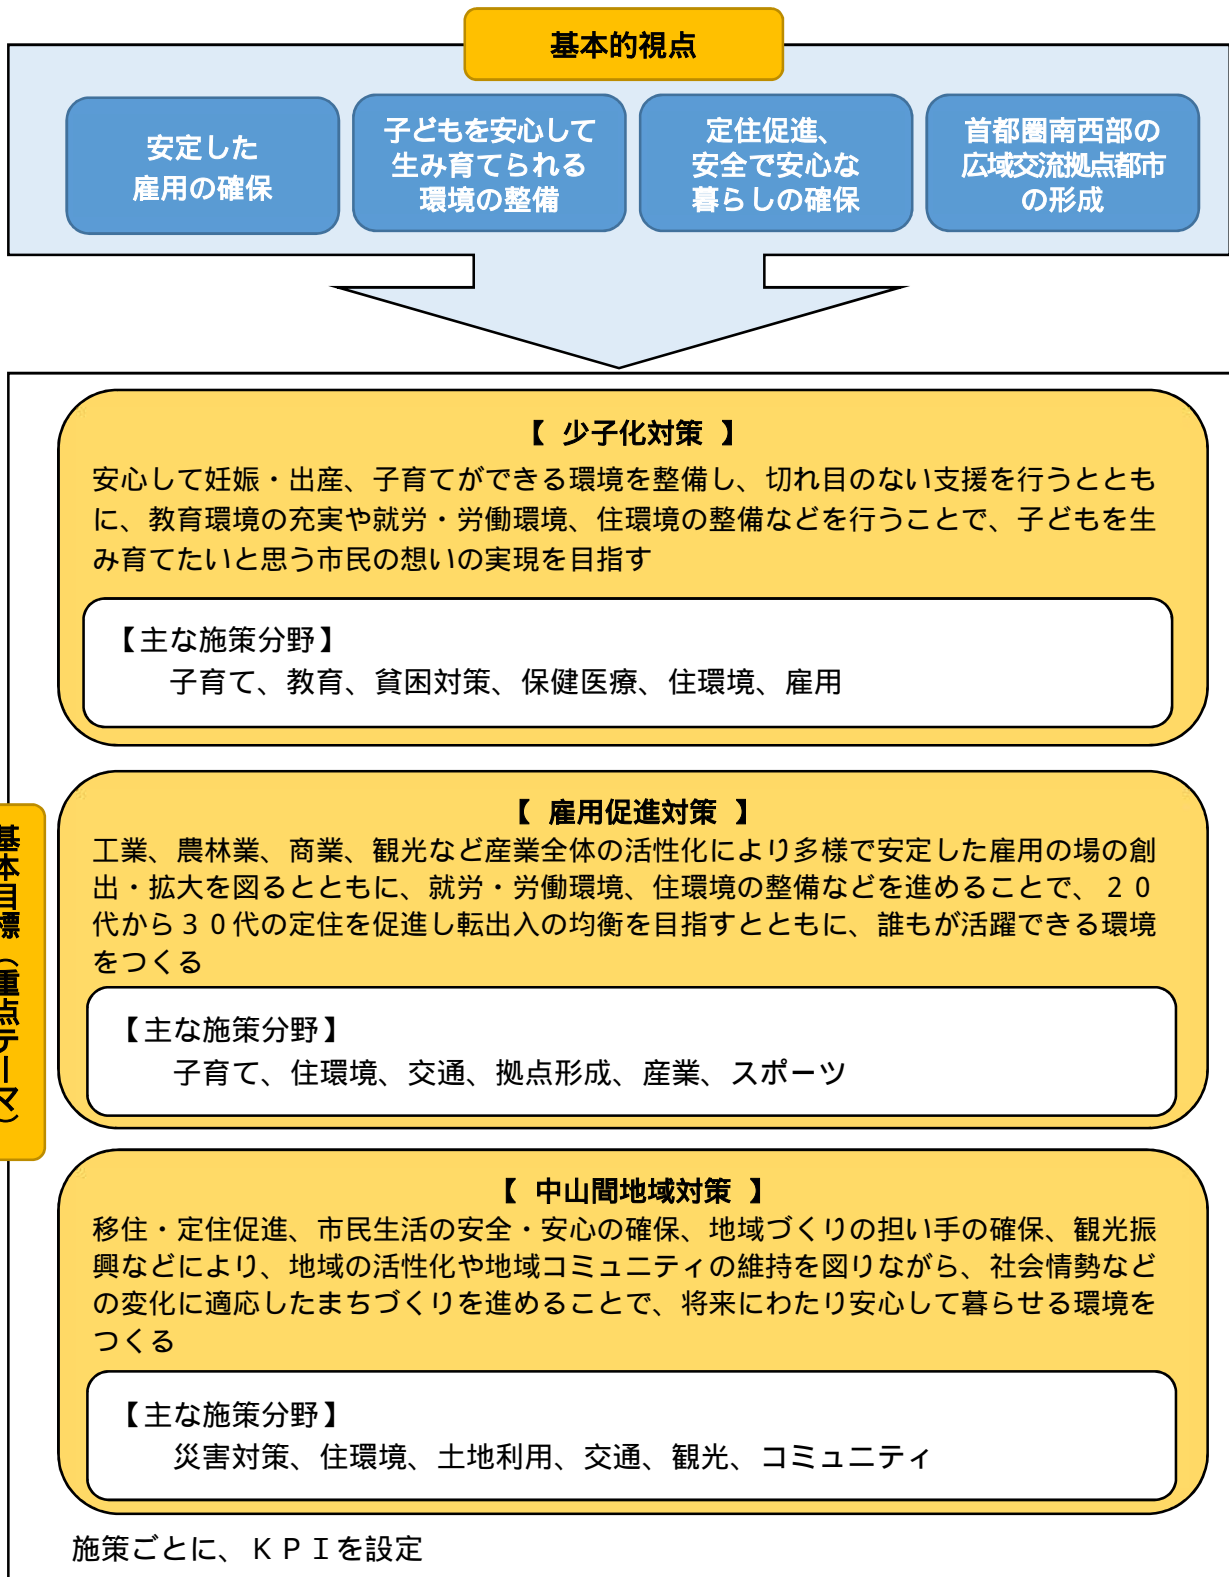 基本的視点
安定した
雇用の確保
子どもを安心して
生み育てられる
環境の整備
定住促進、
安全で安心な
暮らしの確保
首都圏南西部の
広域交流拠点都市
の形成
【 少子化対策 】
安心して妊娠・出産、子育てができる環境を整備し、切れ目のない支援を行うととも
に、教育環境の充実や就労・労働環境、住環境の整備などを行うことで、子どもを生
み育てたいと思う市民の想いの実現を目指す
【主な施策分野】
子育て、教育、貧困対策、保健医療、住環境、雇用
基本目標（重点テーマ）
【 雇用促進対策 】
工業、農林業、商業、観光など産業全体の活性化により多様で安定した雇用の場の創
出・拡大を図るとともに、就労・労働環境、住環境の整備などを進めることで、２０
代から３０代の定住を促進し転出入の均衡を目指すとともに、誰もが活躍できる環境
をつくる
【主な施策分野】
子育て、住環境、交通、拠点形成、産業、スポーツ
【 中山間地域対策 】
移住・定住促進、市民生活の安全・安心の確保、地域づくりの担い手の確保、観光振
興などにより、地域の活性化や地域コミュニティの維持を図りながら、社会情勢など
の変化に適応したまちづくりを進めることで、将来にわたり安心して暮らせる環境を
つくる
【主な施策分野】
災害対策、住環境、土地利用、交通、観光、コミュニティ
施策ごとに、ＫＰＩを設定